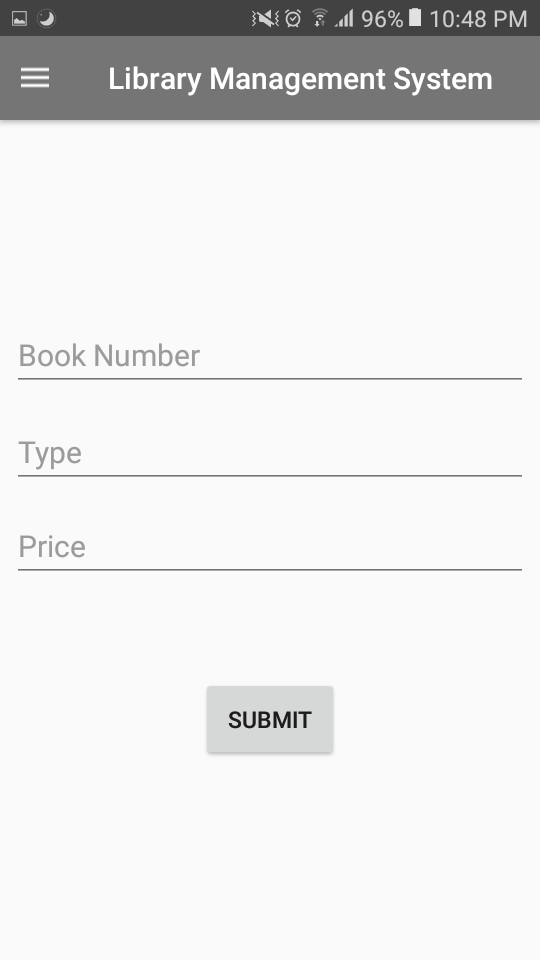 96% 10:48 PM
Library Management System
Book Number
Type
Price
SUBMIT